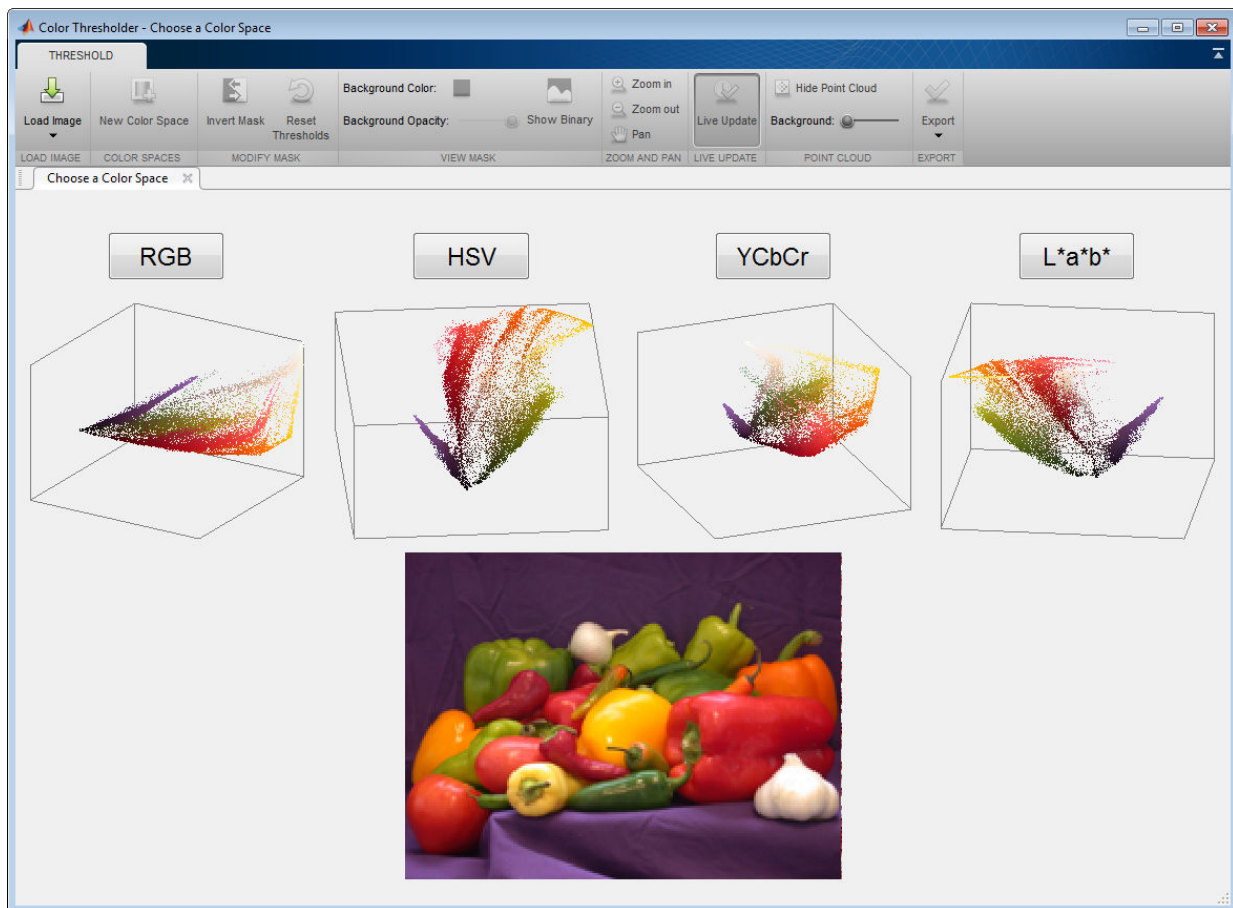 Color Thresholder - Choose a Color Space
THRESHOLD
Load Image
New Color Space
Invert Mask
Reset
Thresholds
Background Color:
Background Opacity:
Show Binary
Zoom in
Zoom out
Pan
Live Update
Hide Point Cloud
Background:
Export
LOAD IMAGE
COLOR SPACES
MODIFY MASK
VIEW MASK
ZOOM AND PAN
LIVE UPDATE
POINT CLOUD
EXPORT
Choose a Color Space
RGB
HSV
YCbCr
L*a*b*